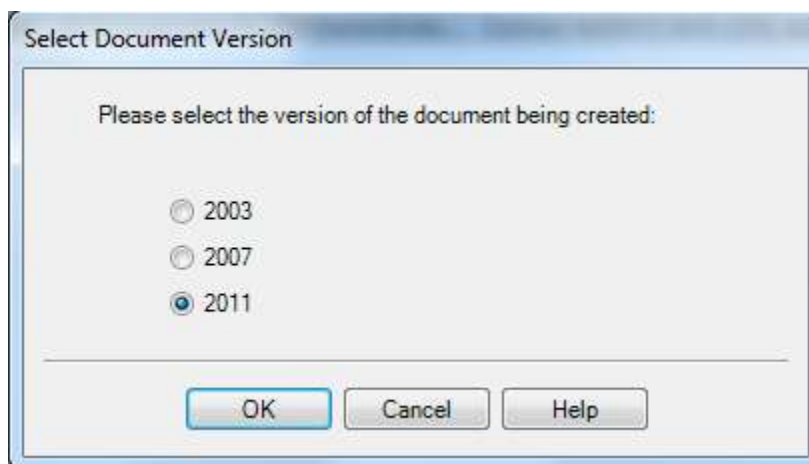 Select Document Version
Please select the version of the document being created:
2003
2007
2011
OK Cancel Help